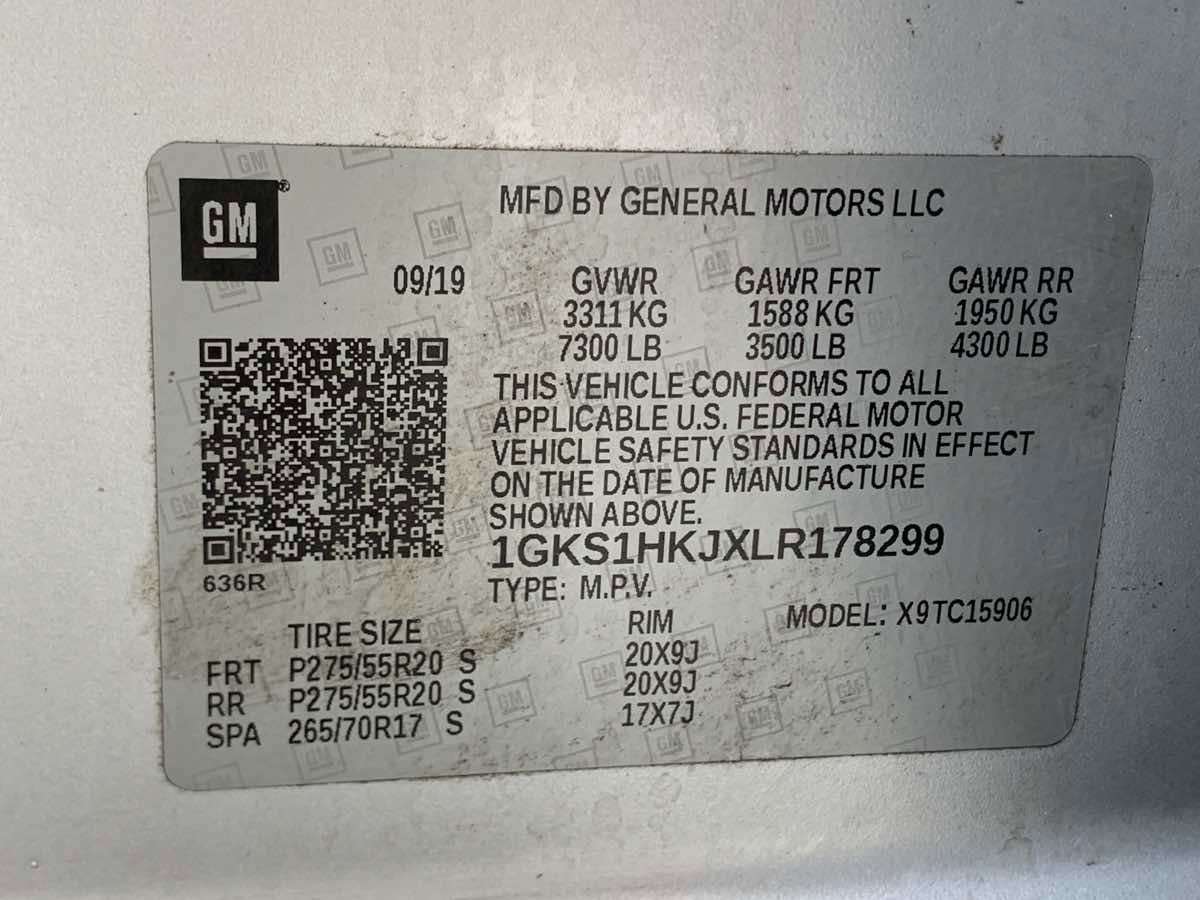 GM®
MFD BY GENERAL MOTORS LLC
09/19 GVWR GAWR FRT GAWR RR
3311 KG 1588 KG 1950 KG
7300 LB 3500 LB 4300 LB
THIS VEHICLE CONFORMS TO ALL
APPLICABLE U.S. FEDERAL MOTOR
VEHICLE SAFETY STANDARDS IN EFFECT
ON THE DATE OF MANUFACTURE
SHOWN ABOVE.
1GKS1HKJXLR178299
636R
TYPE: M.P.V.
MODEL: X9TC15906
TIRE SIZE RIM
FRT P275/55R20 S 20X9J
RR P275/55R20 S 20X9J
SPA 265/70R17 S 17X7J